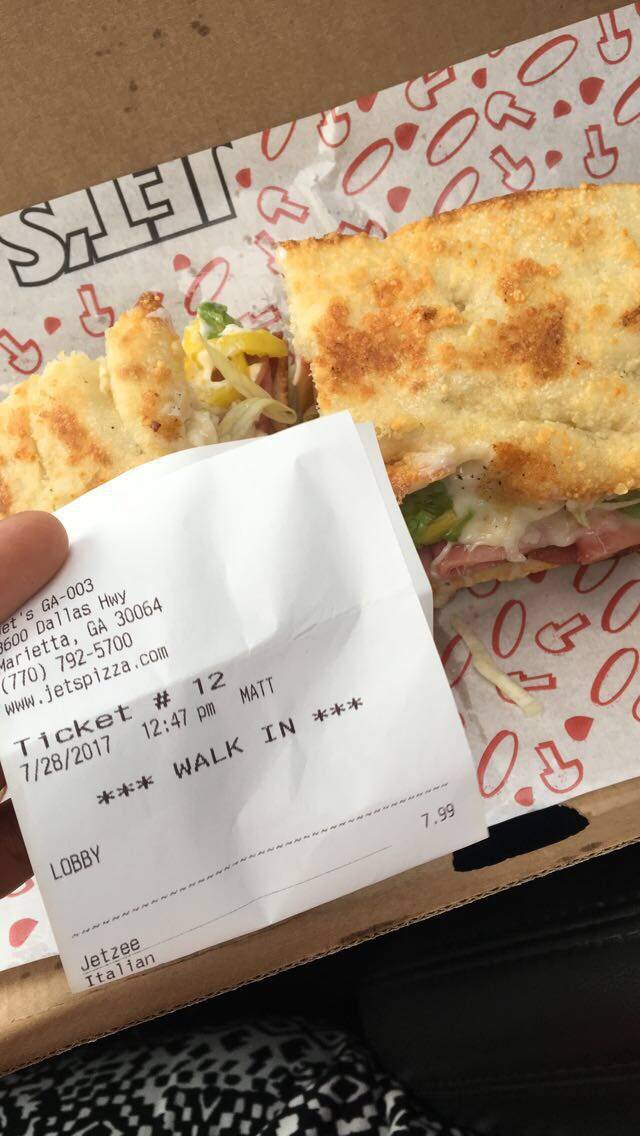 JET'S
et's GA-003
3600 Dallas Hwy
Marietta, GA 30064
(770) 792-5700
www.jetspizza.com
Ticket # 12
7/28/2017 12:47 pm MATT
*** WALK IN ***
LOBBY
7.99
Jetzee
Italian